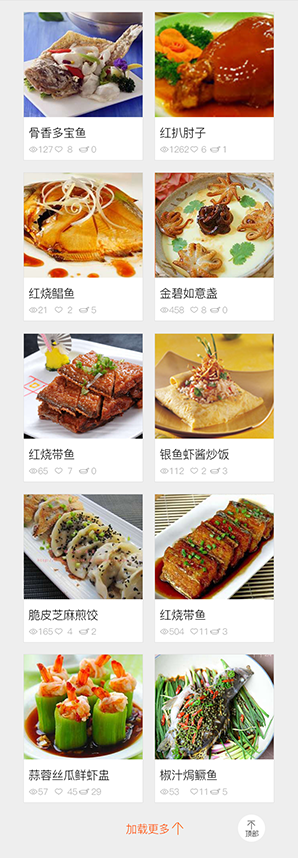 骨香多宝鱼 红扒肘子
127 8 0 1262 6 1
红烧鲳鱼 金碧如意盏
21 2 5 458 8 0
红烧带鱼 银鱼虾酱炒饭
65 7 0 112 2 3
脆皮芝麻煎饺 红烧带鱼
165 4 2 504 11 3
蒜蓉丝瓜鲜虾盅 椒汁焗鳜鱼
57 45 29 53 11 5
加载更多 顶部